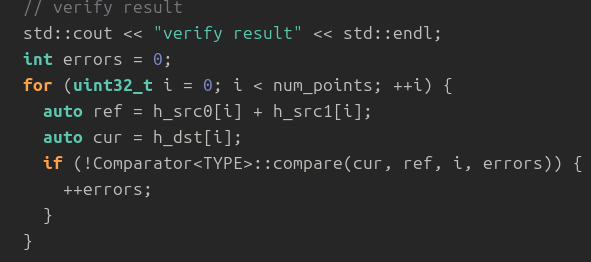 // verify result
std::cout << "verify result" << std::endl;
int errors = 0;
for (uint32_t i = 0; i < num_points; ++i) {
  auto ref = h_src0[i] + h_src1[i];
  auto cur = h_dst[i];
  if (!Comparator<TYPE>::compare(cur, ref, i, errors)) {
    ++errors;
  }
}